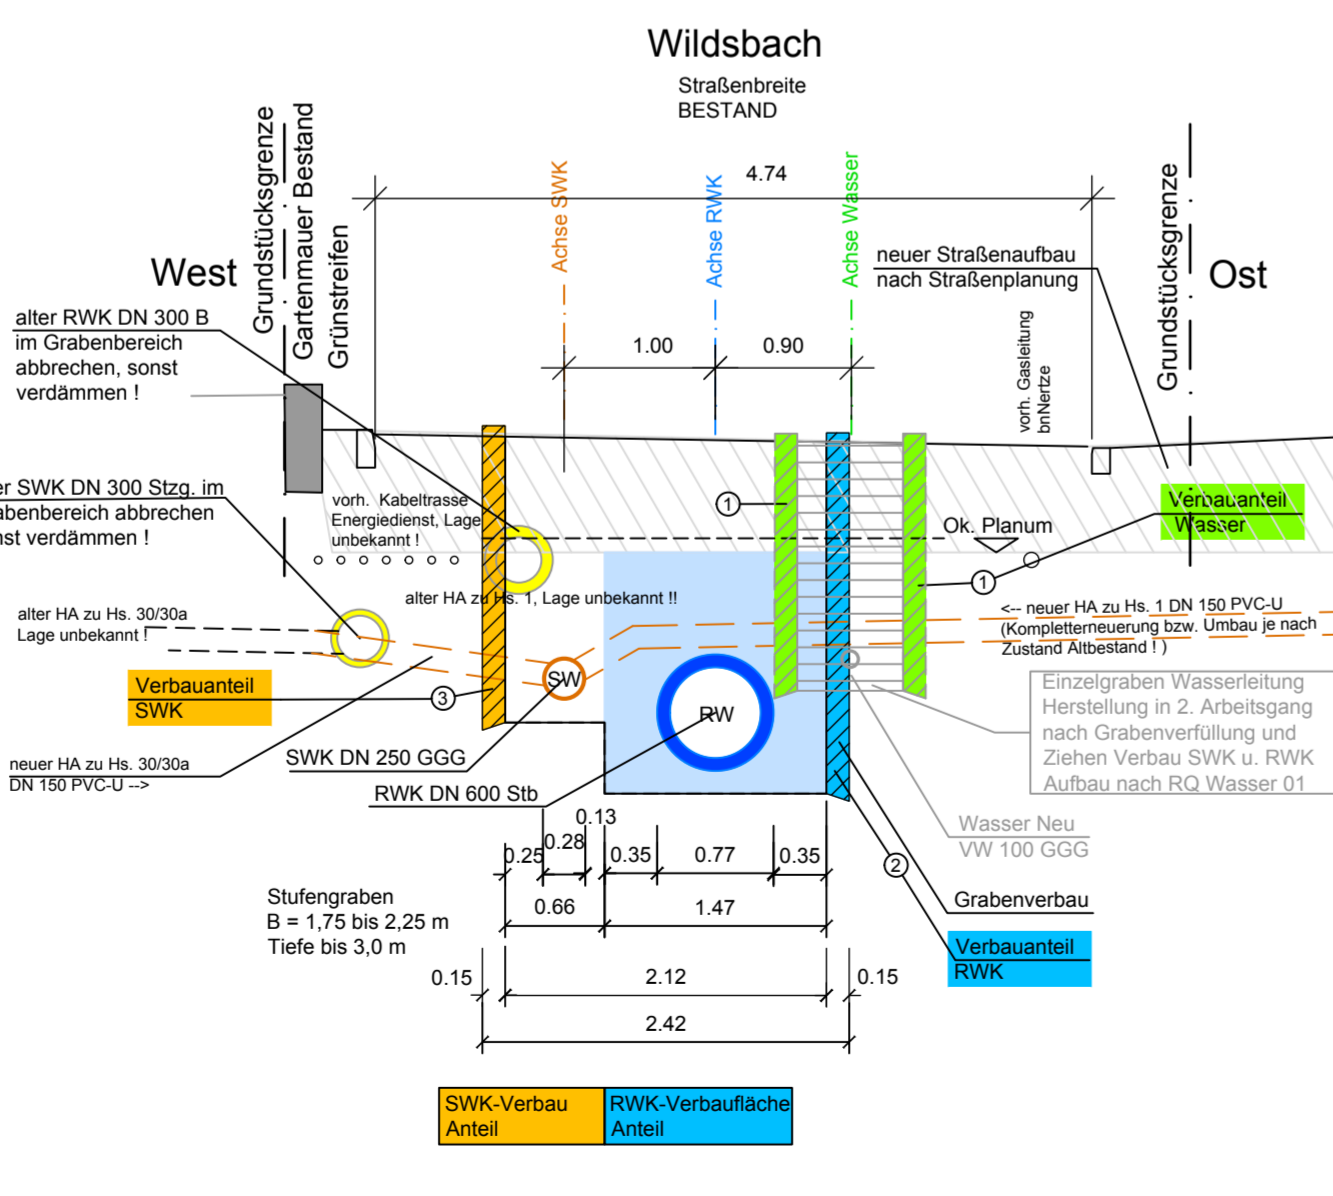 Wildsbach
Straßenbreite
BESTAND
4.74
Grundstücksgrenze
Gartenmauer Bestand
Grünstreifen
West
Achse SWK
Achse RWK
Achse Wasser
neuer Straßenaufbau
nach Straßenplanung
Grundstücksgrenze
Ost
alter RWK DN 300 B
im Grabenbereich
abbrechen, sonst
verdämmen !
1.00
0.90
vorh. Gasleitung
bnNertze
er SWK DN 300 Stzg. im
abenbereich abbrechen
nst verdämmen !
vorh. Kabeltrasse
Energiedienst, Lage
unbekannt !
1
Ok. Planum
Verbauanteil
Wasser
1
alter HA zu Hs. 1, Lage unbekannt !!
alter HA zu Hs. 30/30a
Lage unbekannt !
<-- neuer HA zu Hs. 1 DN 150 PVC-U
(Kompletterneuerung bzw. Umbau je nach
Zustand Altbestand ! )
Verbauanteil
SWK
3
SW
RW
Einzelgraben Wasserleitung
Herstellung in 2. Arbeitsgang
nach Grabenverfüllung und
Ziehen Verbau SWK u. RWK
Aufbau nach RQ Wasser 01
neuer HA zu Hs. 30/30a
DN 150 PVC-U -->
SWK DN 250 GGG
RWK DN 600 Stb
Wasser Neu
VW 100 GGG
0.13
0.28
0.25
0.35
0.77
0.35
2
Grabenverbau
Stufengraben
B = 1,75 bis 2,25 m
Tiefe bis 3,0 m
0.66
1.47
Verbauanteil
RWK
0.15
2.12
0.15
2.42
SWK-Verbau
Anteil
RWK-Verbaufläche
Anteil